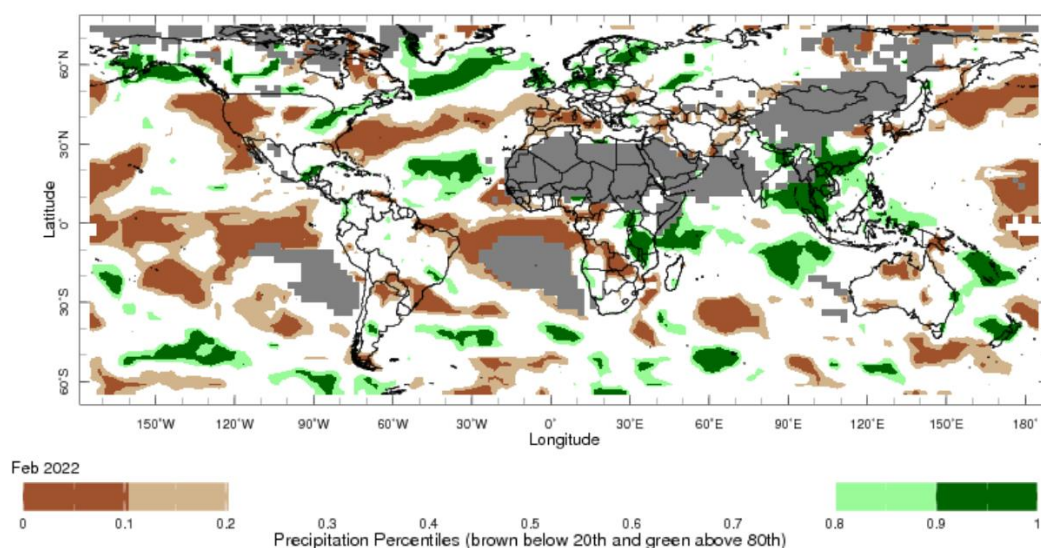 60°N
30°N
0°
30°S
60°S
Latitude
150°W 120°W 90°W 60°W 30°W 0° 30°E 60°E 90°E 120°E 150°E 180°
Longitude
Feb 2022
0 0.1 0.2 0.3 0.4 0.5 0.6 0.7 0.8 0.9 1
Precipitation Percentiles (brown below 20th and green above 80th)